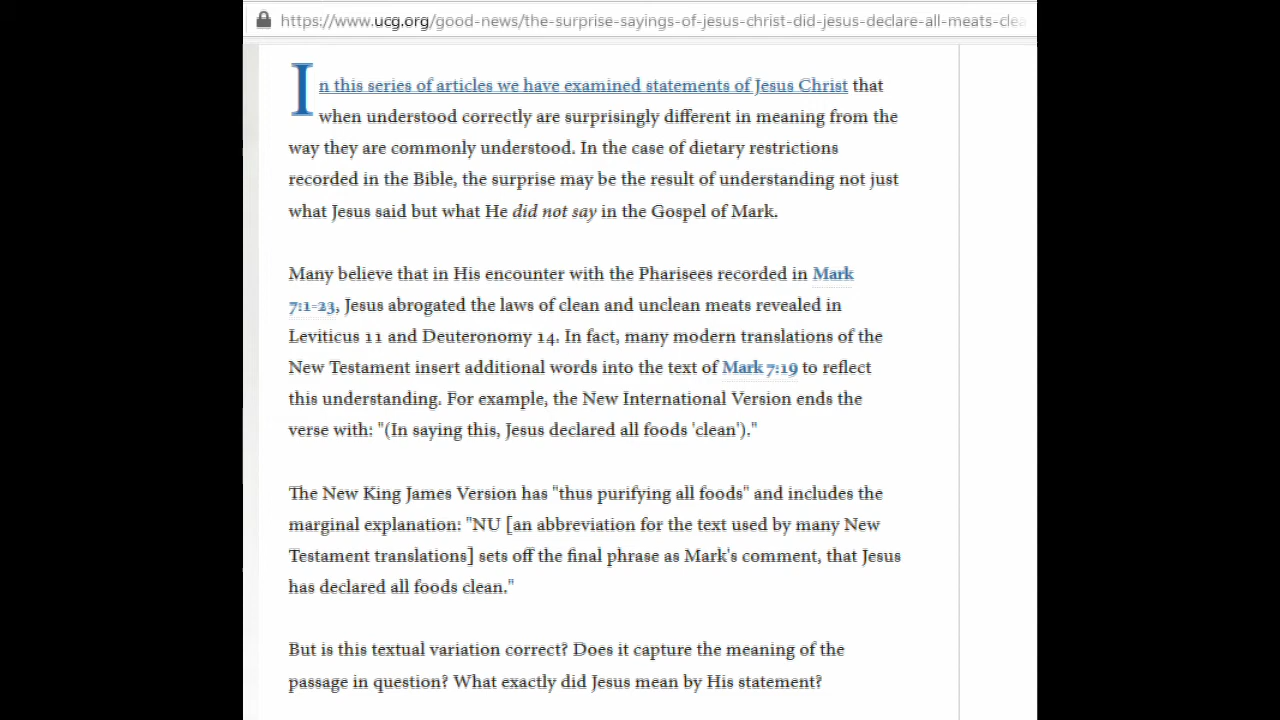 https://www.ucg.org/good-news/the-surprise-sayings-of-jesus-christ-did-jesus-declare-all-meats-clea
In this series of articles we have examined statements of Jesus Christ that
when understood correctly are surprisingly different in meaning from the
way they are commonly understood. In the case of dietary restrictions
recorded in the Bible, the surprise may be the result of understanding not just
what Jesus said but what He did not say in the Gospel of Mark.
Many believe that in His encounter with the Pharisees recorded in Mark
7:1-23, Jesus abrogated the laws of clean and unclean meats revealed in
Leviticus 11 and Deuteronomy 14. In fact, many modern translations of the
New Testament insert additional words into the text of Mark 7:19 to reflect
this understanding. For example, the New International Version ends the
verse with: "(In saying this, Jesus declared all foods 'clean')."
The New King James Version has "thus purifying all foods" and includes the
marginal explanation: "NU [an abbreviation for the text used by many New
Testament translations] sets off the final phrase as Mark's comment, that Jesus
has declared all foods clean."
But is this textual variation correct? Does it capture the meaning of the
passage in question? What exactly did Jesus mean by His statement?